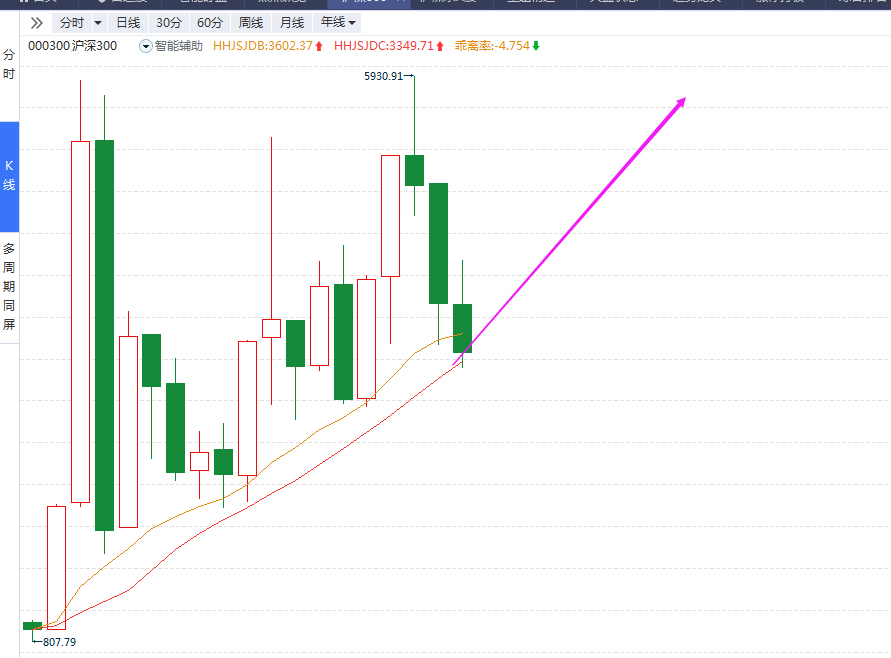 分时 日线 30分 60分 周线 月线 年线
000300 沪深300 智能辅助 HHJSJDB:3602.37 HHJSJDC:3349.71 乖离率:-4.754
分时
K线
多周期同屏
5930.91
807.79